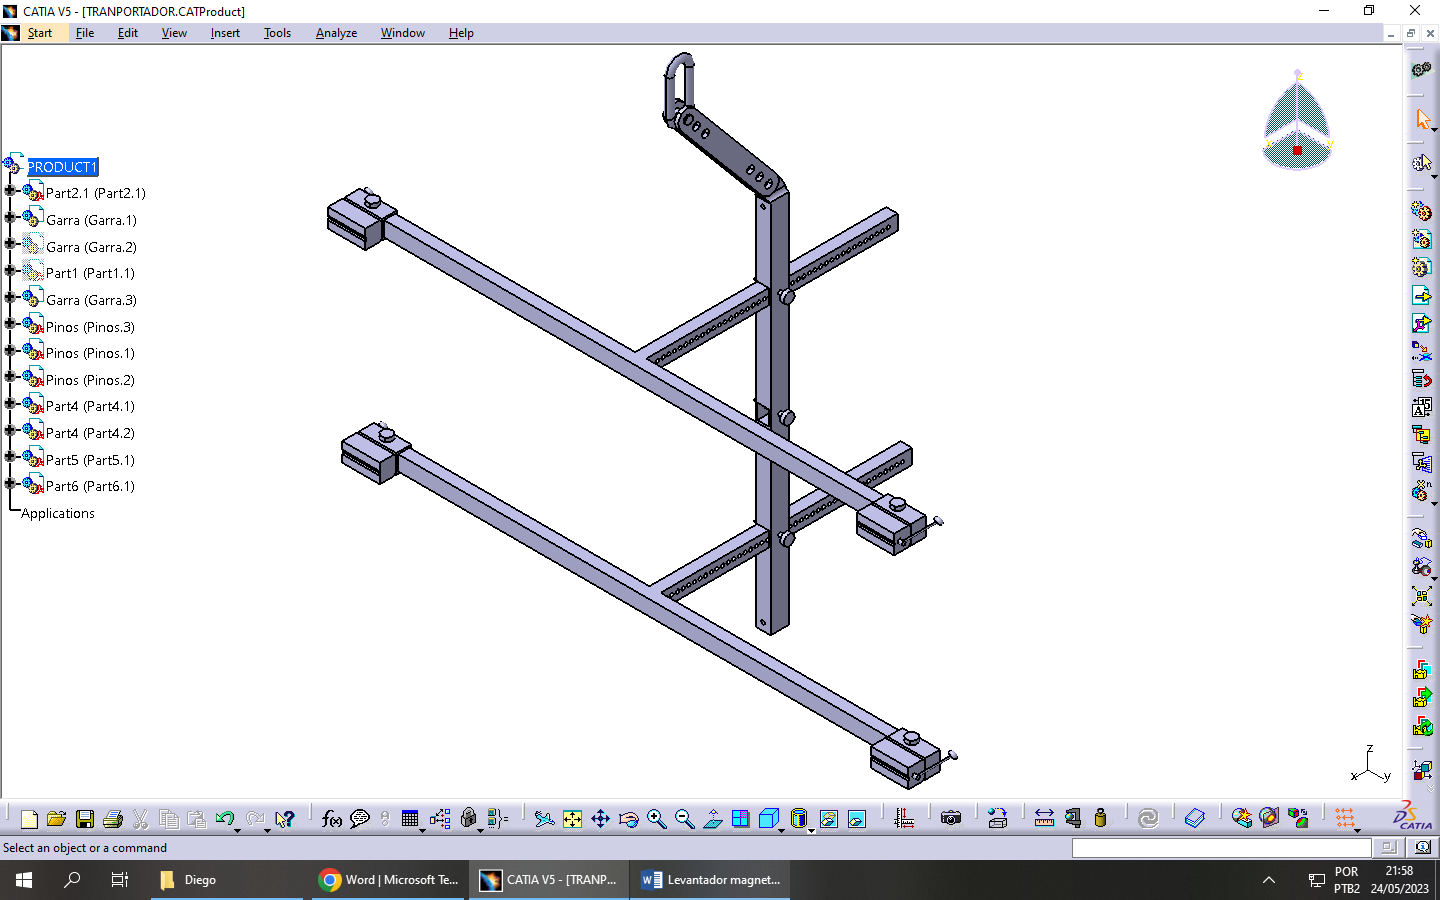 CATIA V5 - [TRANPORTADOR.CATProduct]
Start File Edit View Insert Tools Analyze Window Help
PRODUCT1
Part2.1 (Part2.1)
Garra (Garra.1)
Garra (Garra.2)
Part1 (Part1.1)
Garra (Garra.3)
Pinos (Pinos.3)
Pinos (Pinos.1)
Pinos (Pinos.2)
Part4 (Part4.1)
Part4 (Part4.2)
Part5 (Part5.1)
Part6 (Part6.1)
Applications
z
x y
f(x)
CATIA
Select an object or a command
Diego
Word | Microsoft Te...
CATIA V5 - [TRANP...
Levantador magnet...
POR
PTB2
21:58
24/05/2023